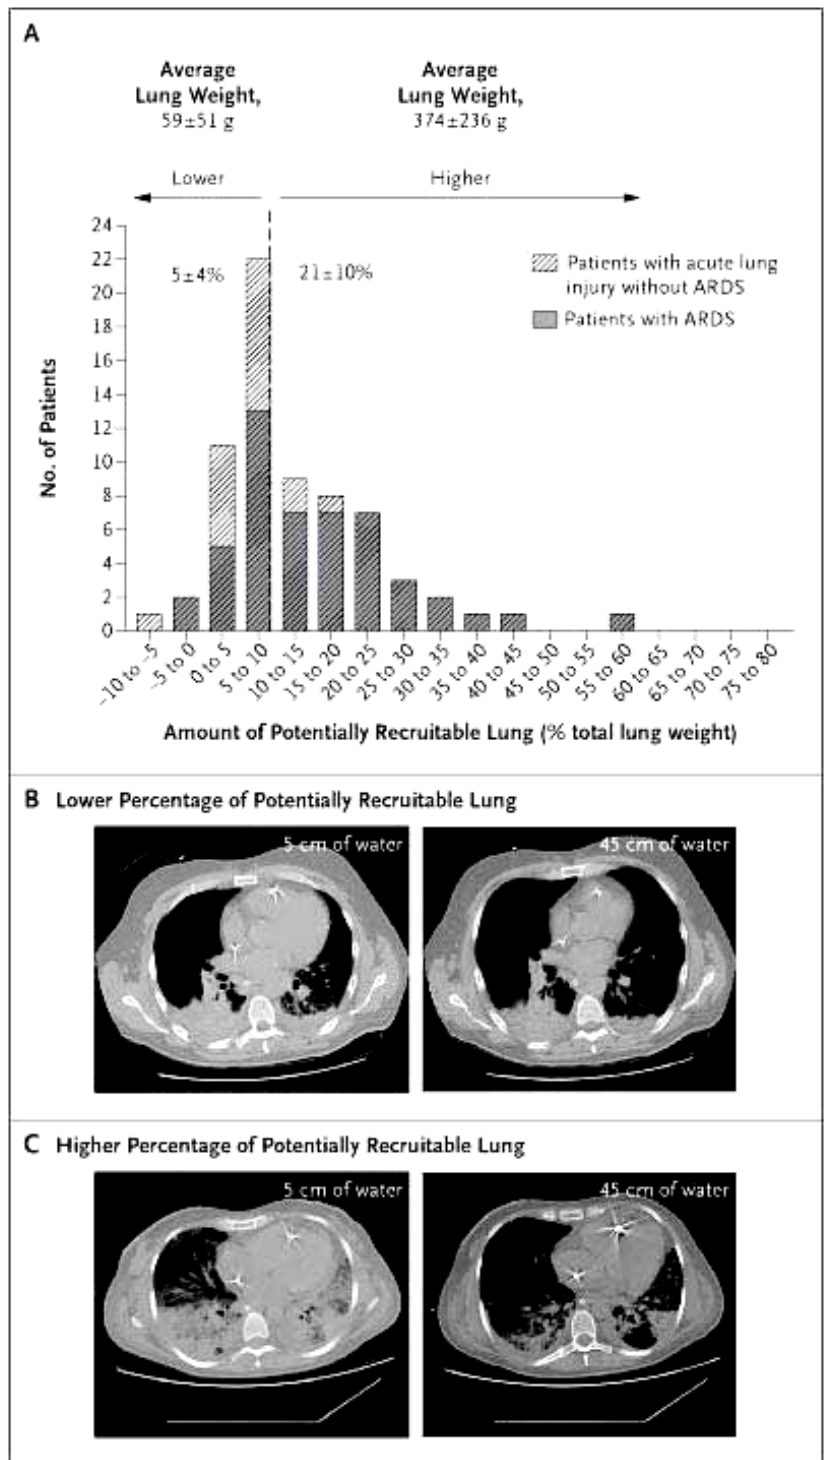 A
Average
Lung Weight,
59±51 g
Average
Lung Weight,
374±236 g
Lower
Higher
24
22
20
18
16
14
12
10
8
6
4
2
0
5±4%
21±10%
Patients with acute lung
injury without ARDS
Patients with ARDS
No. of Patients
−10 to −5
−5 to 0
0 to 5
5 to 10
10 to 15
15 to 20
20 to 25
25 to 30
30 to 35
35 to 40
40 to 45
45 to 50
50 to 55
55 to 60
60 to 65
65 to 70
70 to 75
75 to 80
Amount of Potentially Recruitable Lung (% total lung weight)
B Lower Percentage of Potentially Recruitable Lung
5 cm of water
45 cm of water
C Higher Percentage of Potentially Recruitable Lung
5 cm of water
45 cm of water